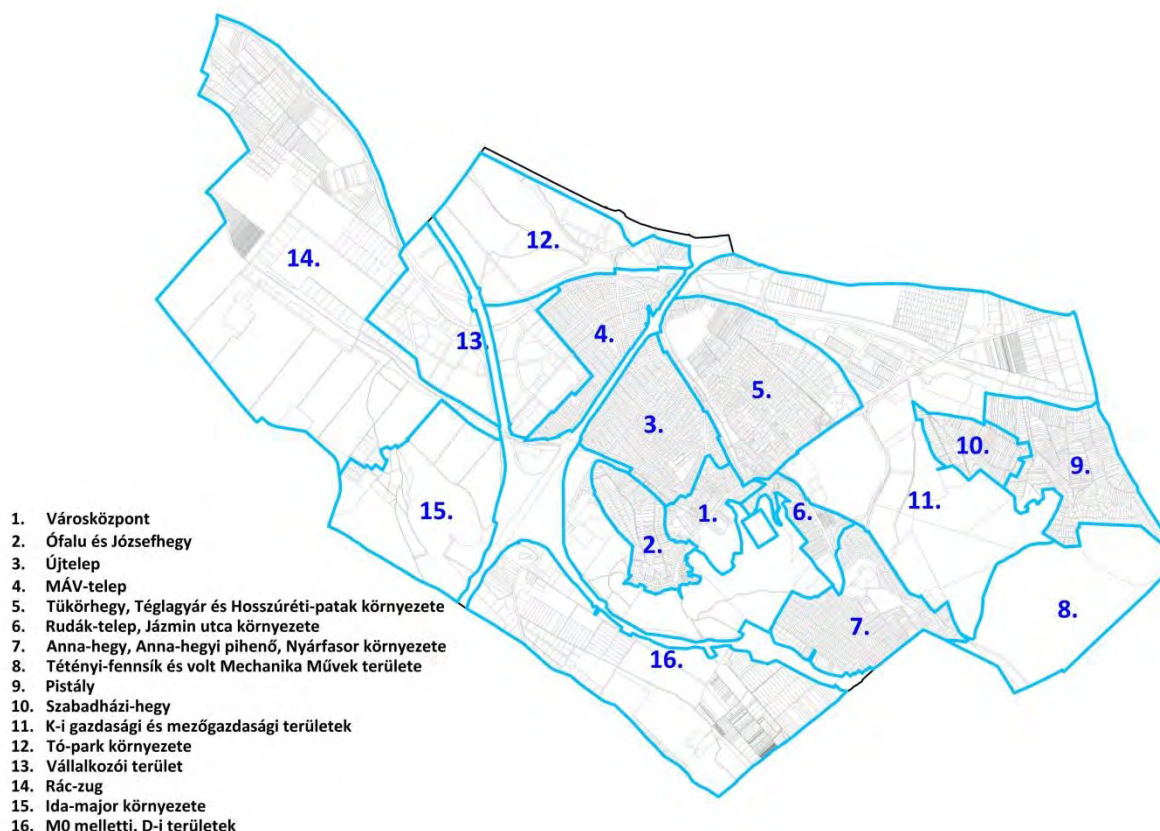 12.
14.
13.
4.
5.
3.
10.
9.
11.
15.
1.
6.
2.
8.
7.
16.
1. Városközpont
2. Ófalu és Józsefhegy
3. Újtelep
4. MÁV-telep
5. Tükörhegy, Téglagyár és Hosszúréti-patak környezete
6. Rudák-telep, Jázmin utca környezete
7. Anna-hegy, Anna-hegyi pihenő, Nyárfasor környezete
8. Tétényi-fennsík és volt Mechanika Művek területe
9. Pistály
10. Szabadházi-hegy
11. K-i gazdasági és mezőgazdasági területek
12. Tó-park környezete
13. Vállalkozói terület
14. Rác-zug
15. Ida-major környezete
16. M0 melletti, D-i területek